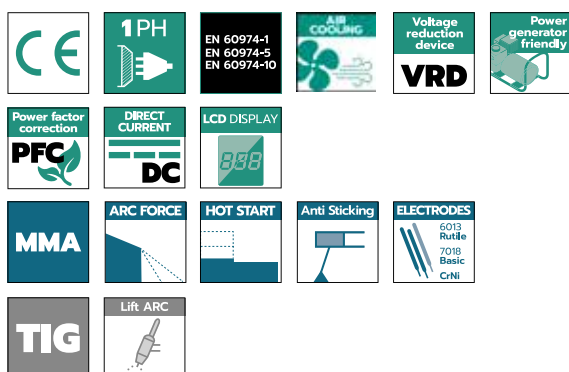 CE
1 PH
EN 60974-1
EN 60974-5
EN 60974-10
AIR
COOLING
Voltage
reduction
device
VRD
Power
generator
friendly
Power factor
correction
PFC
DIRECT
CURRENT
DC
LCD DISPLAY
888
MMA
ARC FORCE
HOT START
Anti Sticking
ELECTRODES
6013
Rutile
7018
Basic
CrNi
TIG
Lift ARC